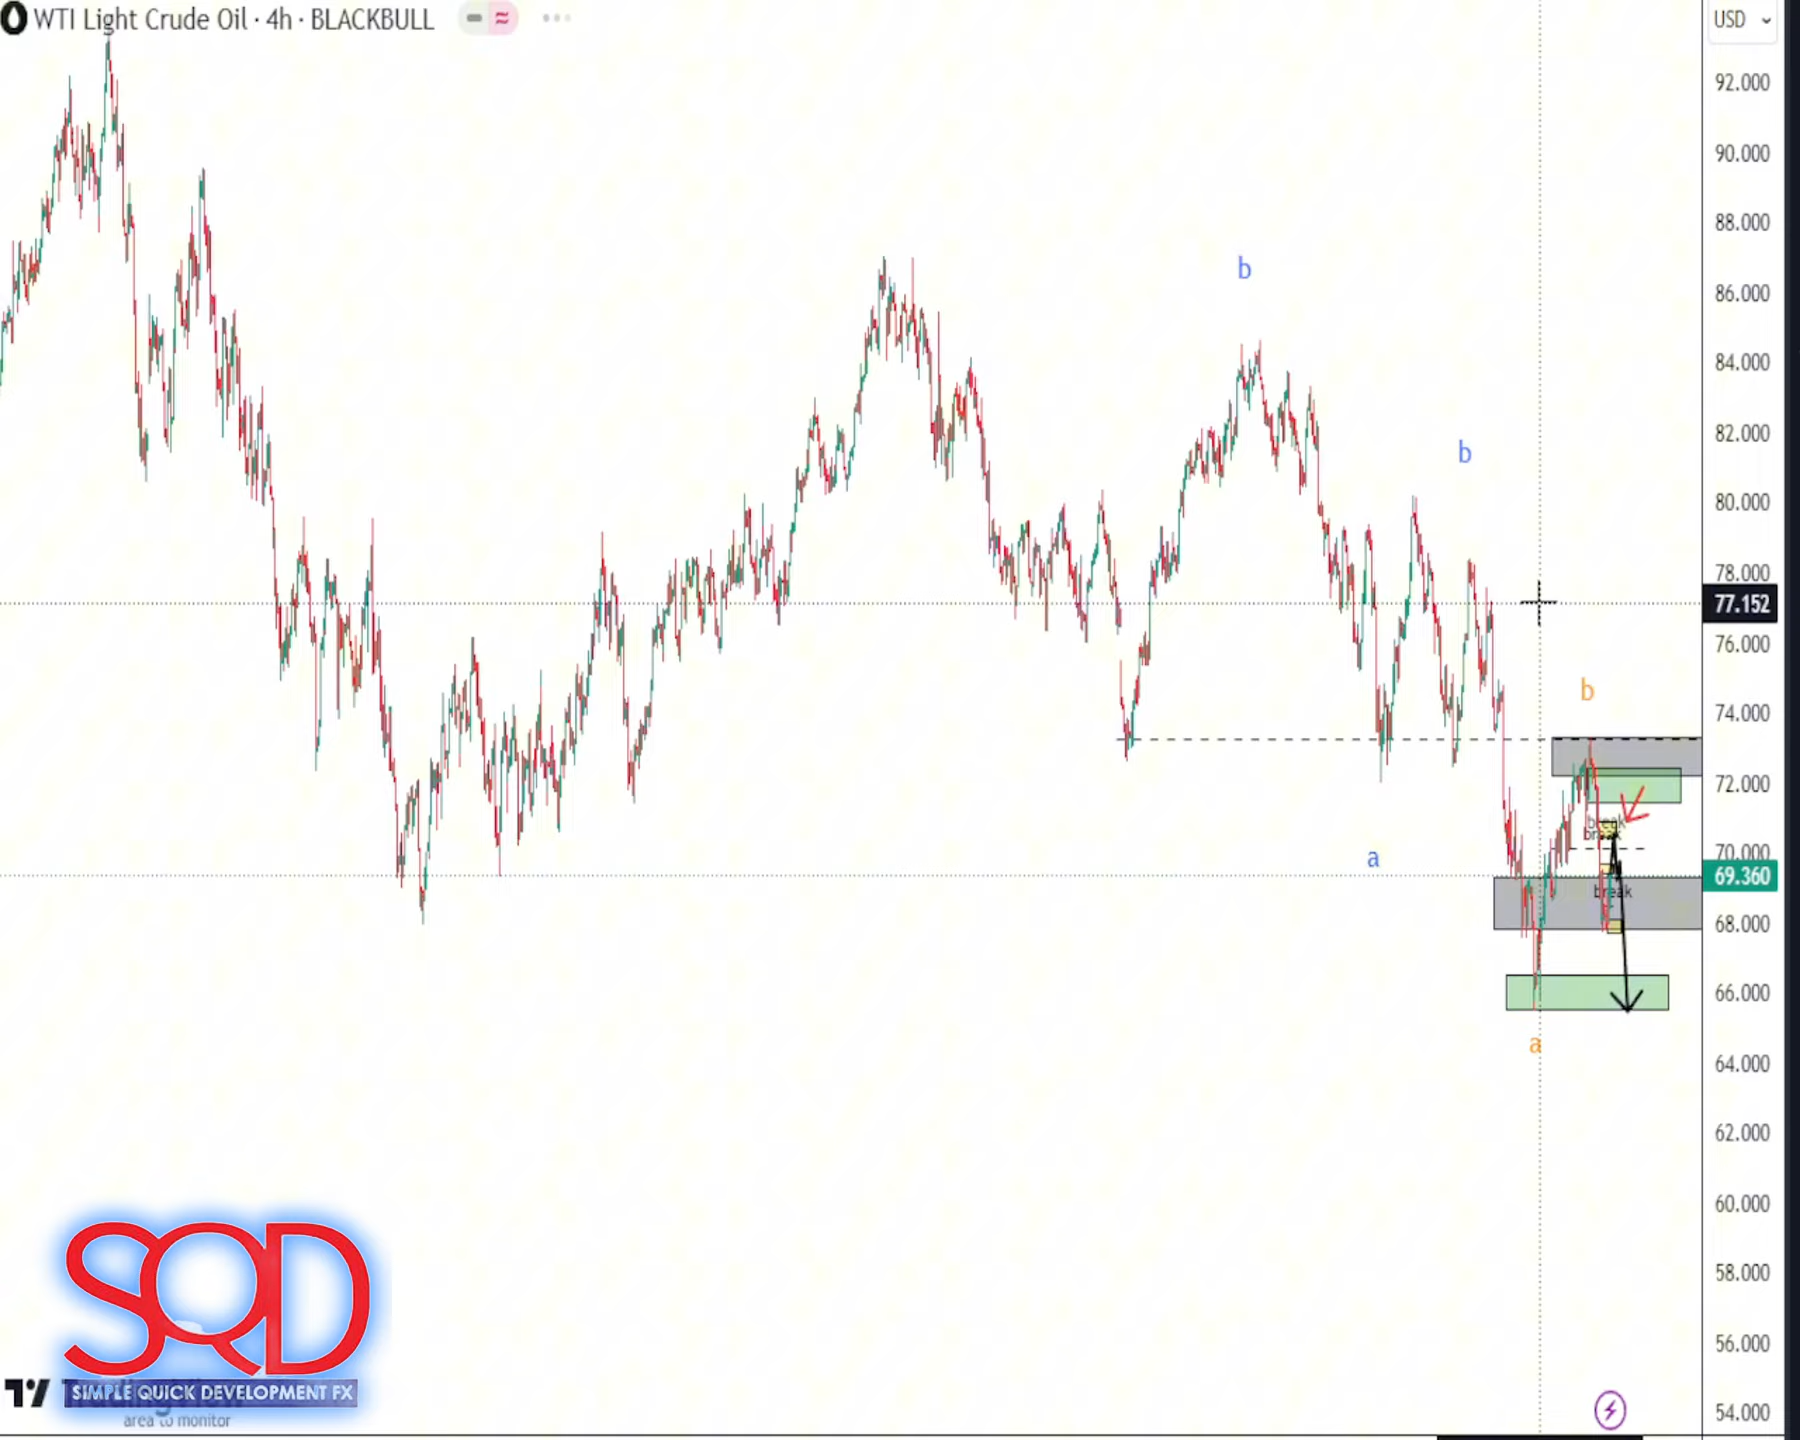 WTI Light Crude Oil · 4h · BLACKBULL
USD
92.000
90.000
88.000
b
86.000
84.000
82.000
b
80.000
78.000
77.152
76.000
b
74.000
72.000
break
break
70.000
a
69.360
break
68.000
66.000
a
64.000
62.000
60.000
58.000
56.000
54.000
SQD
SIMPLE QUICK DEVELOPMENT FX
area to monitor